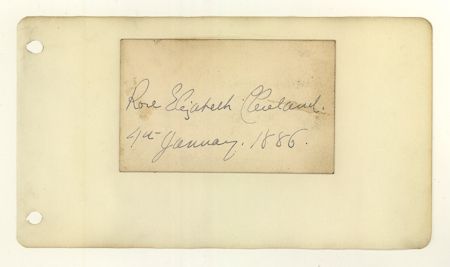 Rose Elizabeth Cleveland.
4th January. 1886.